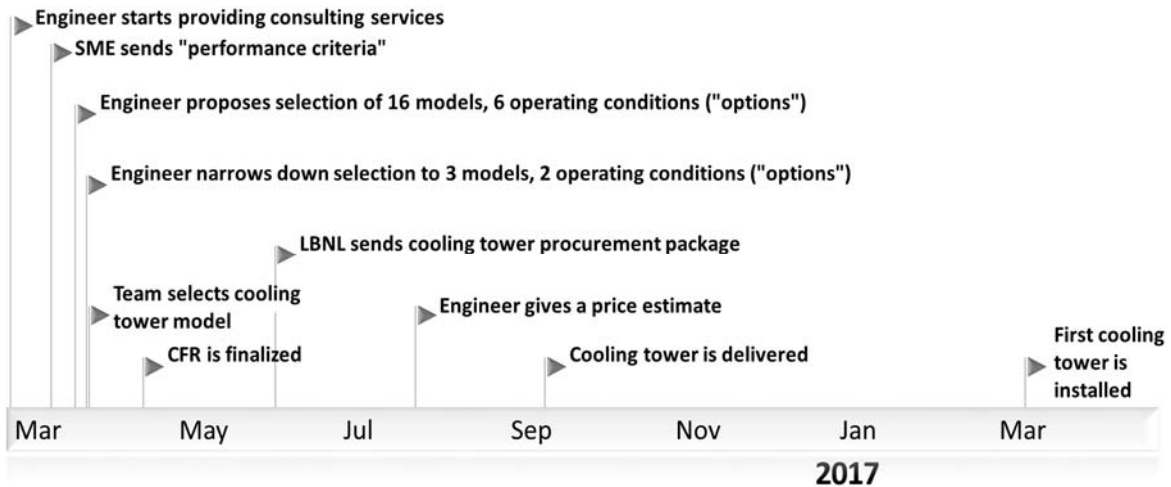 Engineer starts providing consulting services
SME sends "performance criteria"
Engineer proposes selection of 16 models, 6 operating conditions ("options")
Engineer narrows down selection to 3 models, 2 operating conditions ("options")
LBNL sends cooling tower procurement package
Team selects cooling
tower model
Engineer gives a price estimate
CFR is finalized
Cooling tower is delivered
First cooling
tower is
installed
Mar May Jul Sep Nov Jan Mar
2017